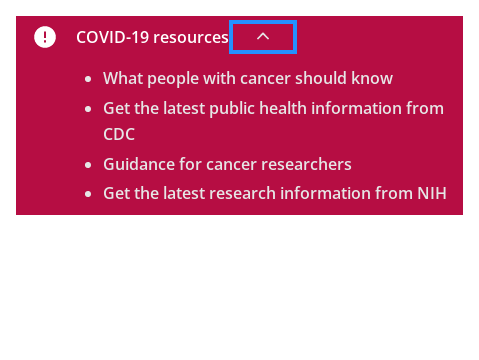 COVID-19 resources
What people with cancer should know
Get the latest public health information from
CDC
Guidance for cancer researchers
Get the latest research information from NIH